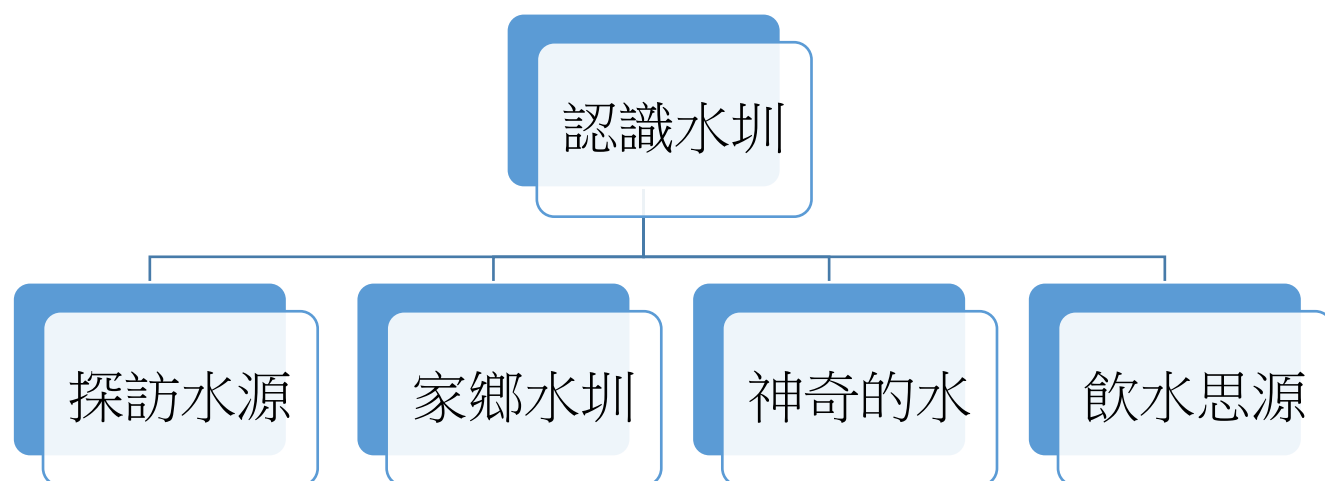 認識水圳
探訪水源
家鄉水圳
神奇的水
飲水思源